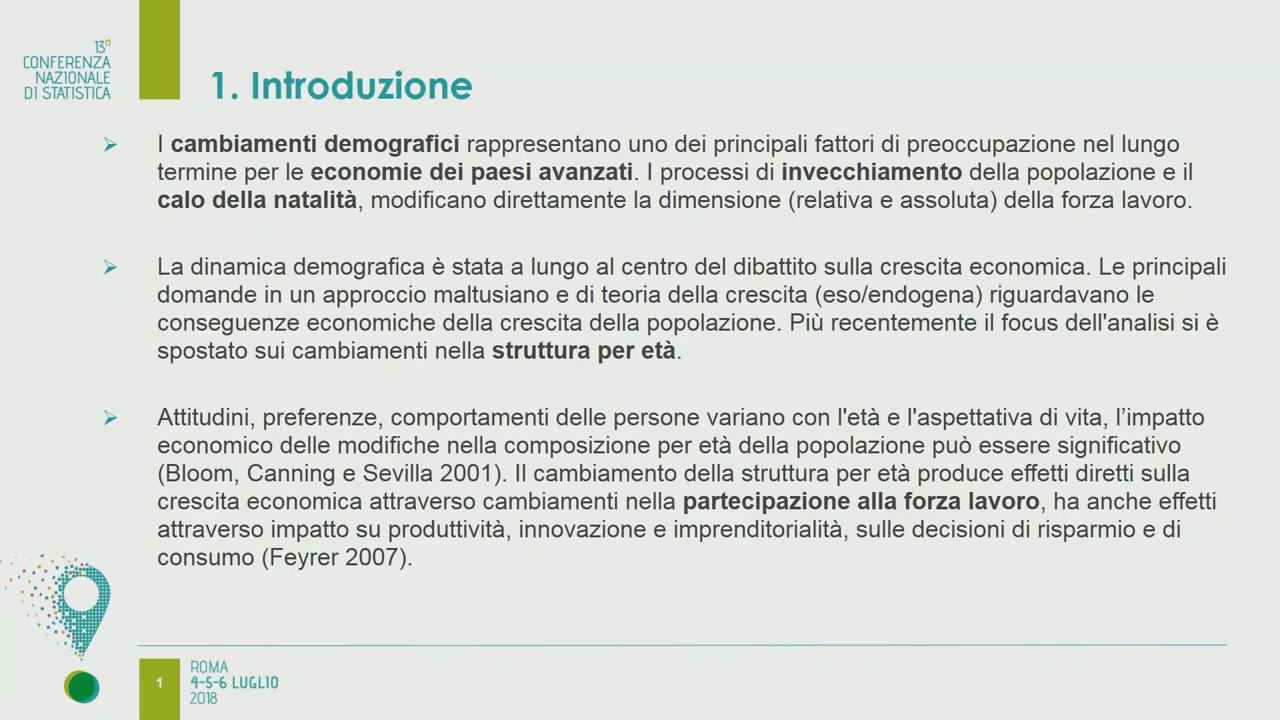 13ª
CONFERENZA
NAZIONALE
DI STATISTICA
1. Introduzione
I cambiamenti demografici rappresentano uno dei principali fattori di preoccupazione nel lungo
termine per le economie dei paesi avanzati. I processi di invecchiamento della popolazione e il
calo della natalità, modificano direttamente la dimensione (relativa e assoluta) della forza lavoro.
La dinamica demografica è stata a lungo al centro del dibattito sulla crescita economica. Le principali
domande in un approccio maltusiano e di teoria della crescita (eso/endogena) riguardavano le
conseguenze economiche della crescita della popolazione. Più recentemente il focus dell'analisi si è
spostato sui cambiamenti nella struttura per età.
Attitudini, preferenze, comportamenti delle persone variano con l'età e l'aspettativa di vita, l’impatto
economico delle modifiche nella composizione per età della popolazione può essere significativo
(Bloom, Canning e Sevilla 2001). Il cambiamento della struttura per età produce effetti diretti sulla
crescita economica attraverso cambiamenti nella partecipazione alla forza lavoro, ha anche effetti
attraverso impatto su produttività, innovazione e imprenditorialità, sulle decisioni di risparmio e di
consumo (Feyrer 2007).
1
ROMA
4-5-6 LUGLIO
2018